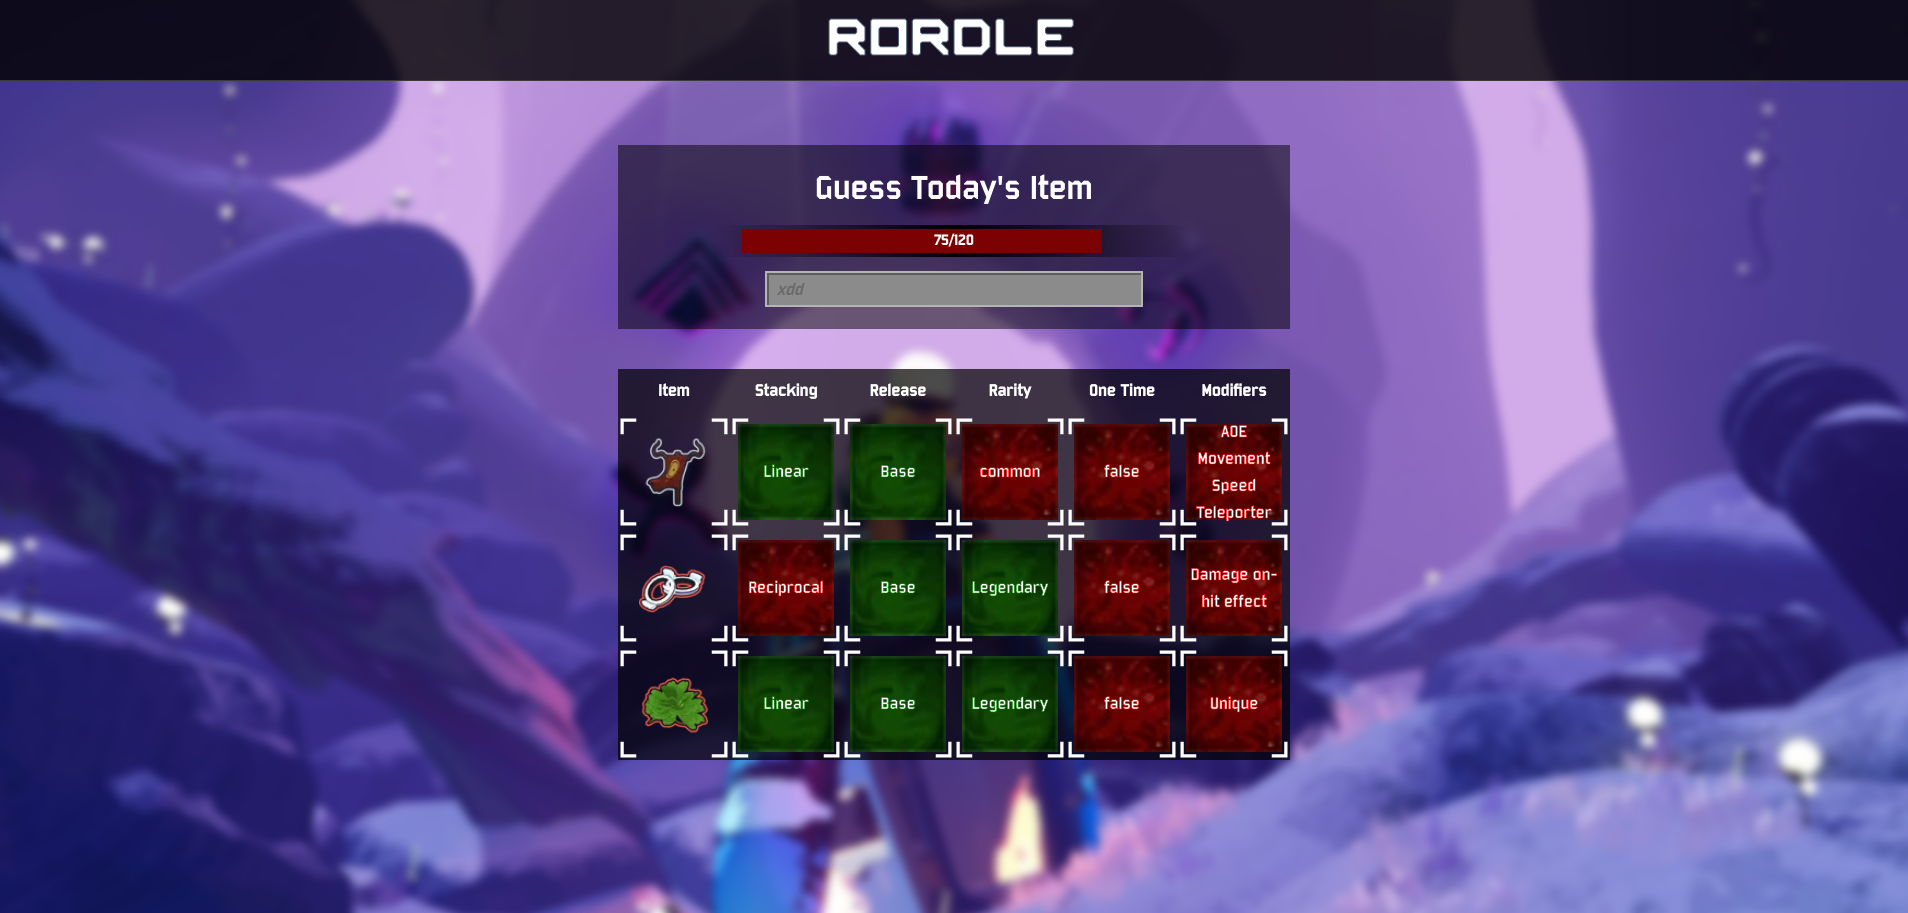 RORDLE
Guess Today's Item
75/120
xdd
Item Stacking Release Rarity One Time Modifiers
Linear Base common false AOE
Movement
Speed
Teleporter
Reciprocal Base Legendary false Damage on-
hit effect
Linear Base Legendary false Unique